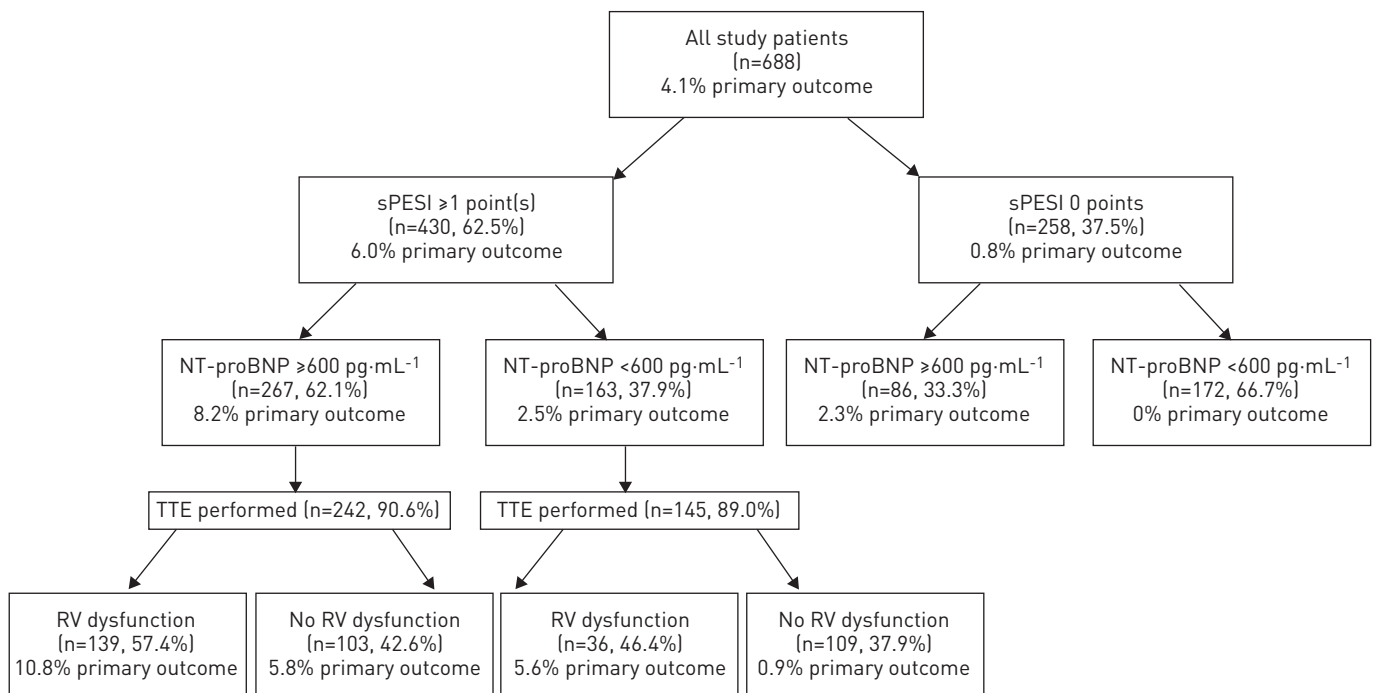 All study patients
(n=688)
4.1% primary outcome
sPESI ⩾1 point(s)
(n=430, 62.5%)
6.0% primary outcome
sPESI 0 points
(n=258, 37.5%)
0.8% primary outcome
NT-proBNP ⩾600 pg·mL⁻¹
(n=267, 62.1%)
8.2% primary outcome
NT-proBNP <600 pg·mL⁻¹
(n=163, 37.9%)
2.5% primary outcome
NT-proBNP ⩾600 pg·mL⁻¹
(n=86, 33.3%)
2.3% primary outcome
NT-proBNP <600 pg·mL⁻¹
(n=172, 66.7%)
0% primary outcome
TTE performed (n=242, 90.6%)
TTE performed (n=145, 89.0%)
RV dysfunction
(n=139, 57.4%)
10.8% primary outcome
No RV dysfunction
(n=103, 42.6%)
5.8% primary outcome
RV dysfunction
(n=36, 46.4%)
5.6% primary outcome
No RV dysfunction
(n=109, 37.9%)
0.9% primary outcome